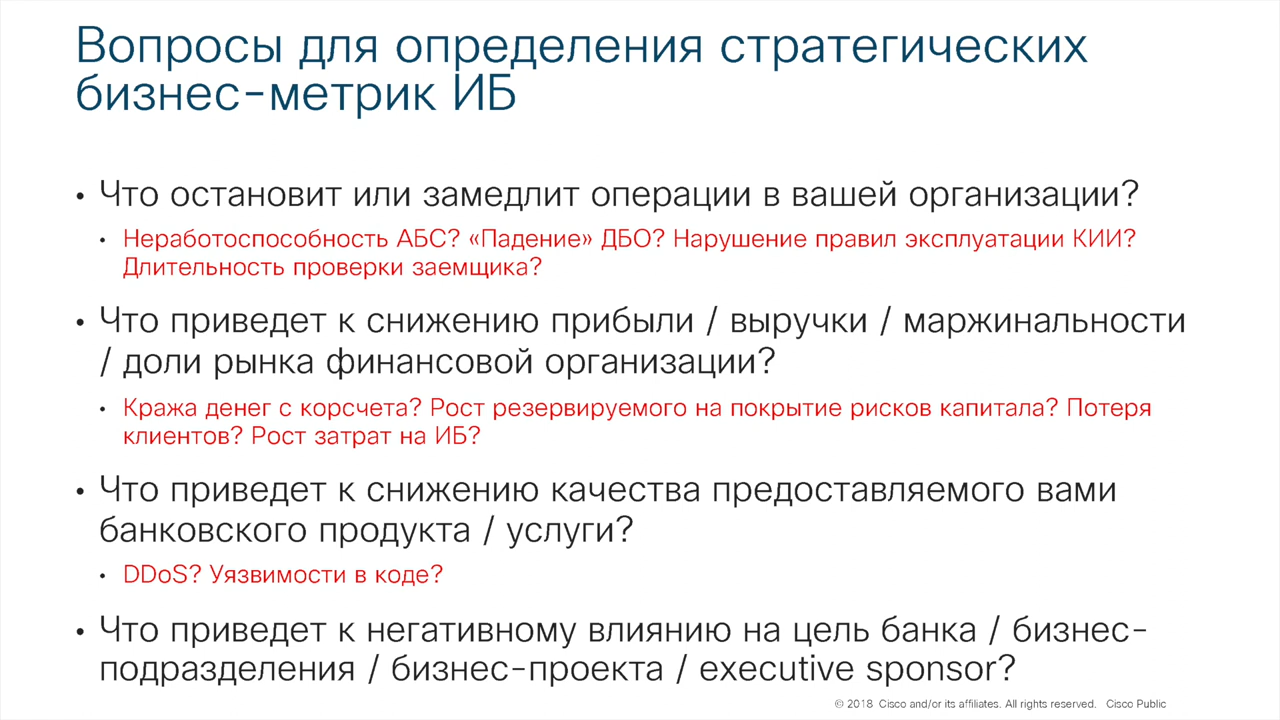 Вопросы для определения стратегических
бизнес-метрик ИБ
• Что остановит или замедлит операции в вашей организации?
• Неработоспособность АБС? «Падение» ДБО? Нарушение правил эксплуатации КИИ?
Длительность проверки заемщика?
• Что приведет к снижению прибыли / выручки / маржинальности
/ доли рынка финансовой организации?
• Кража денег с корсчета? Рост резервируемого на покрытие рисков капитала? Потеря
клиентов? Рост затрат на ИБ?
• Что приведет к снижению качества предоставляемого вами
банковского продукта / услуги?
• DDoS? Уязвимости в коде?
• Что приведет к негативному влиянию на цель банка / бизнес-
подразделения / бизнес-проекта / executive sponsor?
© 2018 Cisco and/or its affiliates. All rights reserved. Cisco Public